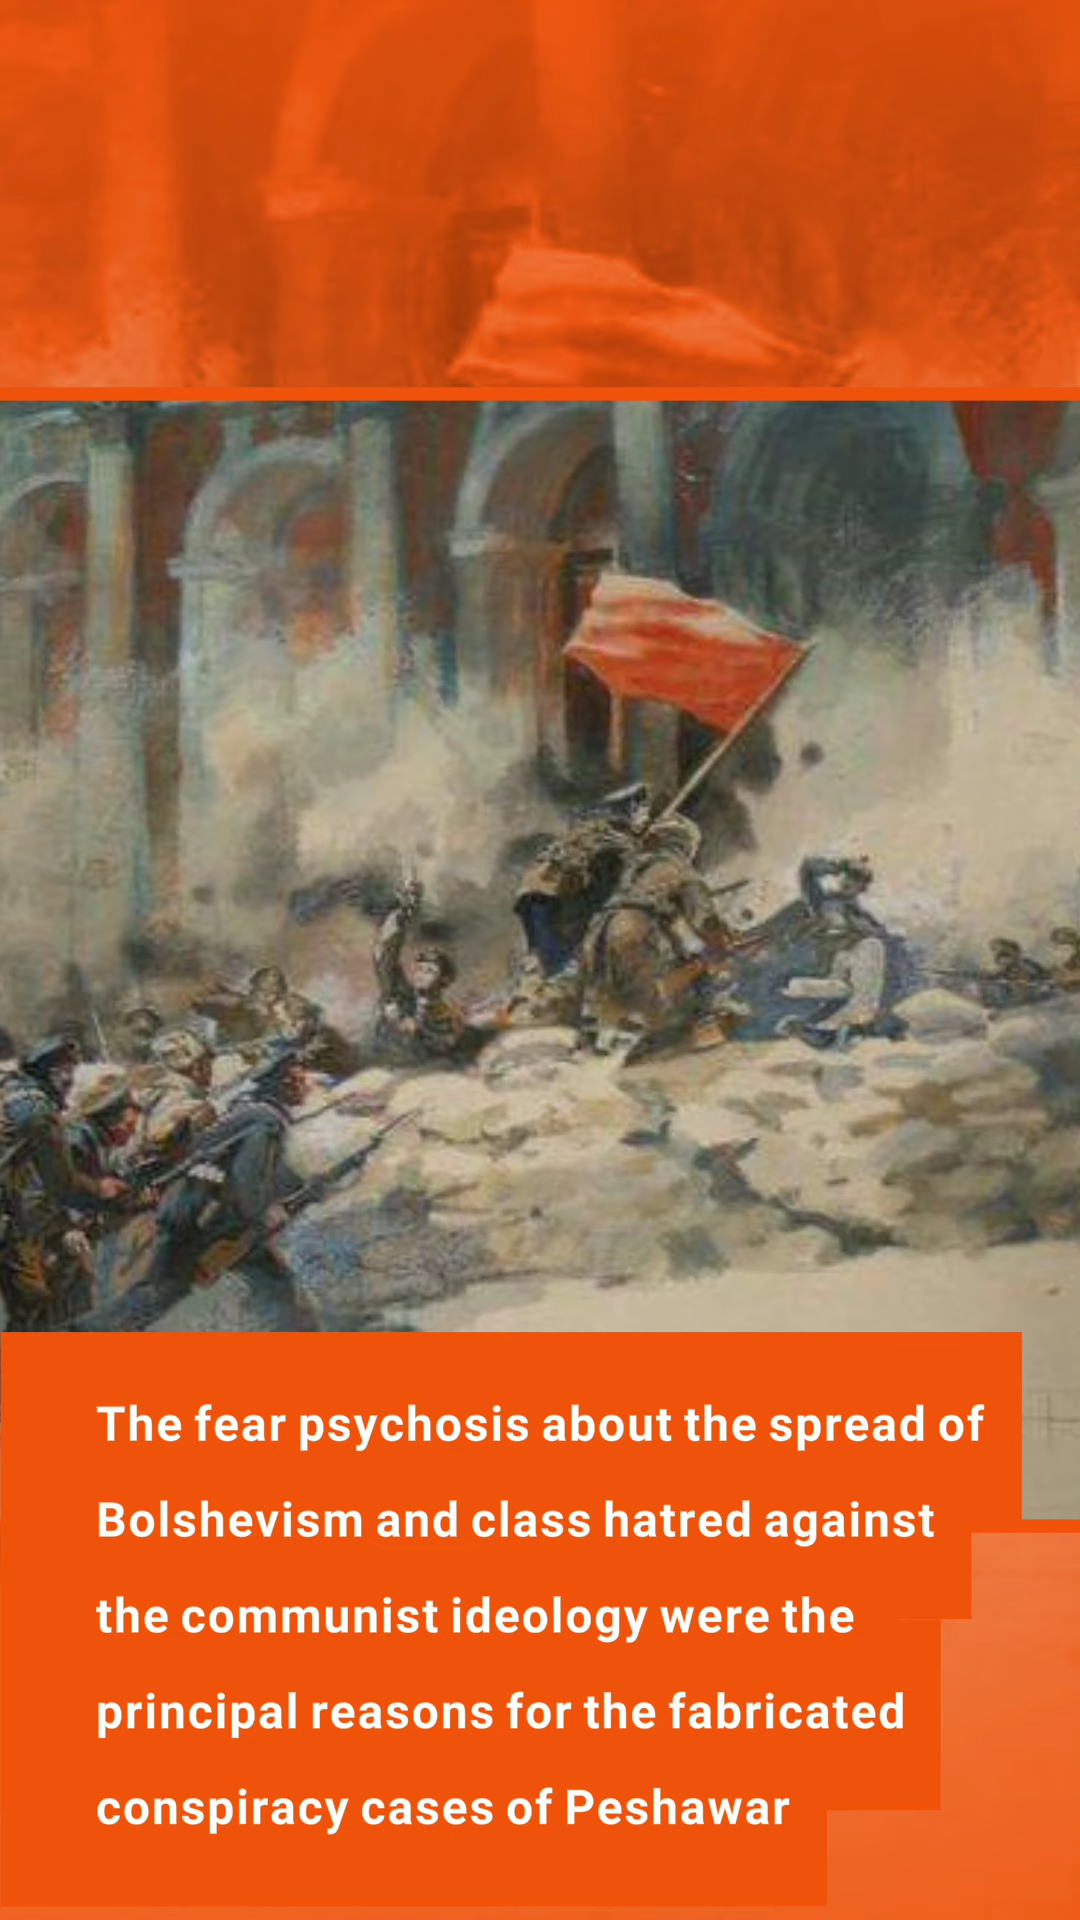 The fear psychosis about the spread of
Bolshevism and class hatred against
the communist ideology were the
principal reasons for the fabricated
conspiracy cases of Peshawar